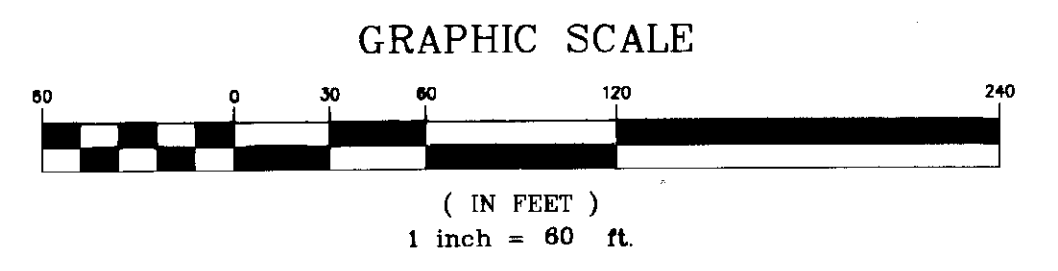 GRAPHIC SCALE
60 0 30 60 120 240
( IN FEET )
1 inch = 60 ft.